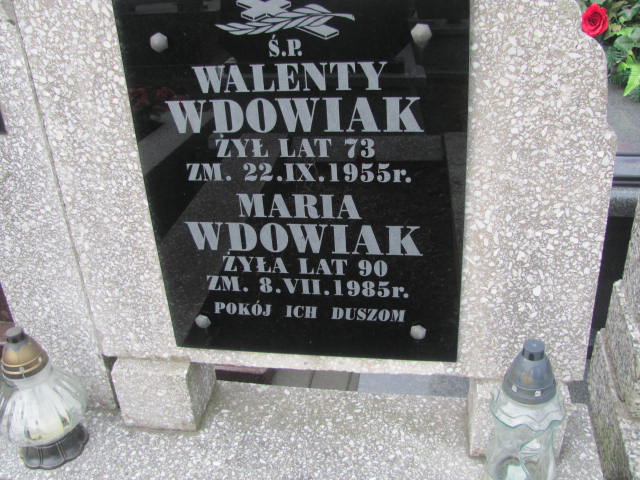 Ś.P.
WALENTY
WDOWIAK
ŻYŁ LAT 73
ZM. 22.IX.1955r.
MARIA
WDOWIAK
ŻYŁA LAT 90
ZM. 8.VII.1985r.
POKÓJ ICH DUSZOM